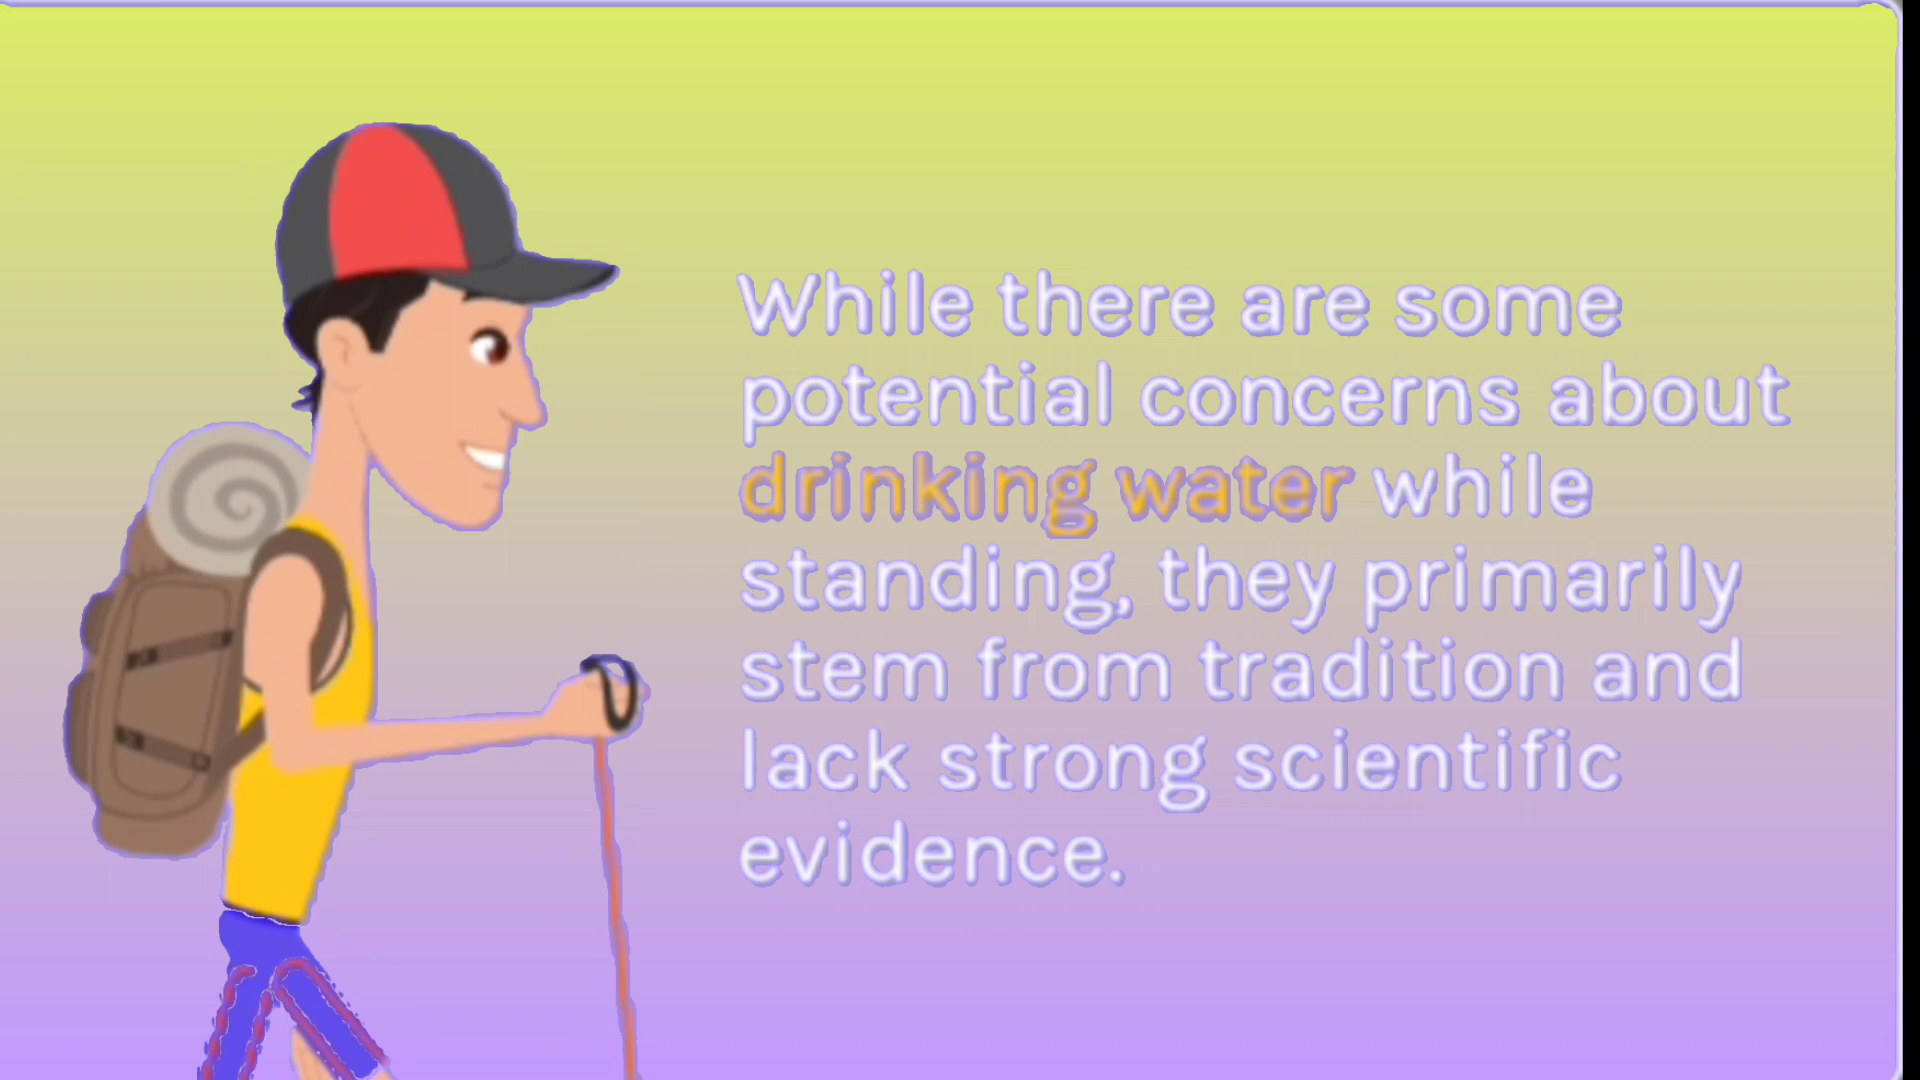 While there are some
potential concerns about
drinking water while
standing, they primarily
stem from tradition and
lack strong scientific
evidence.